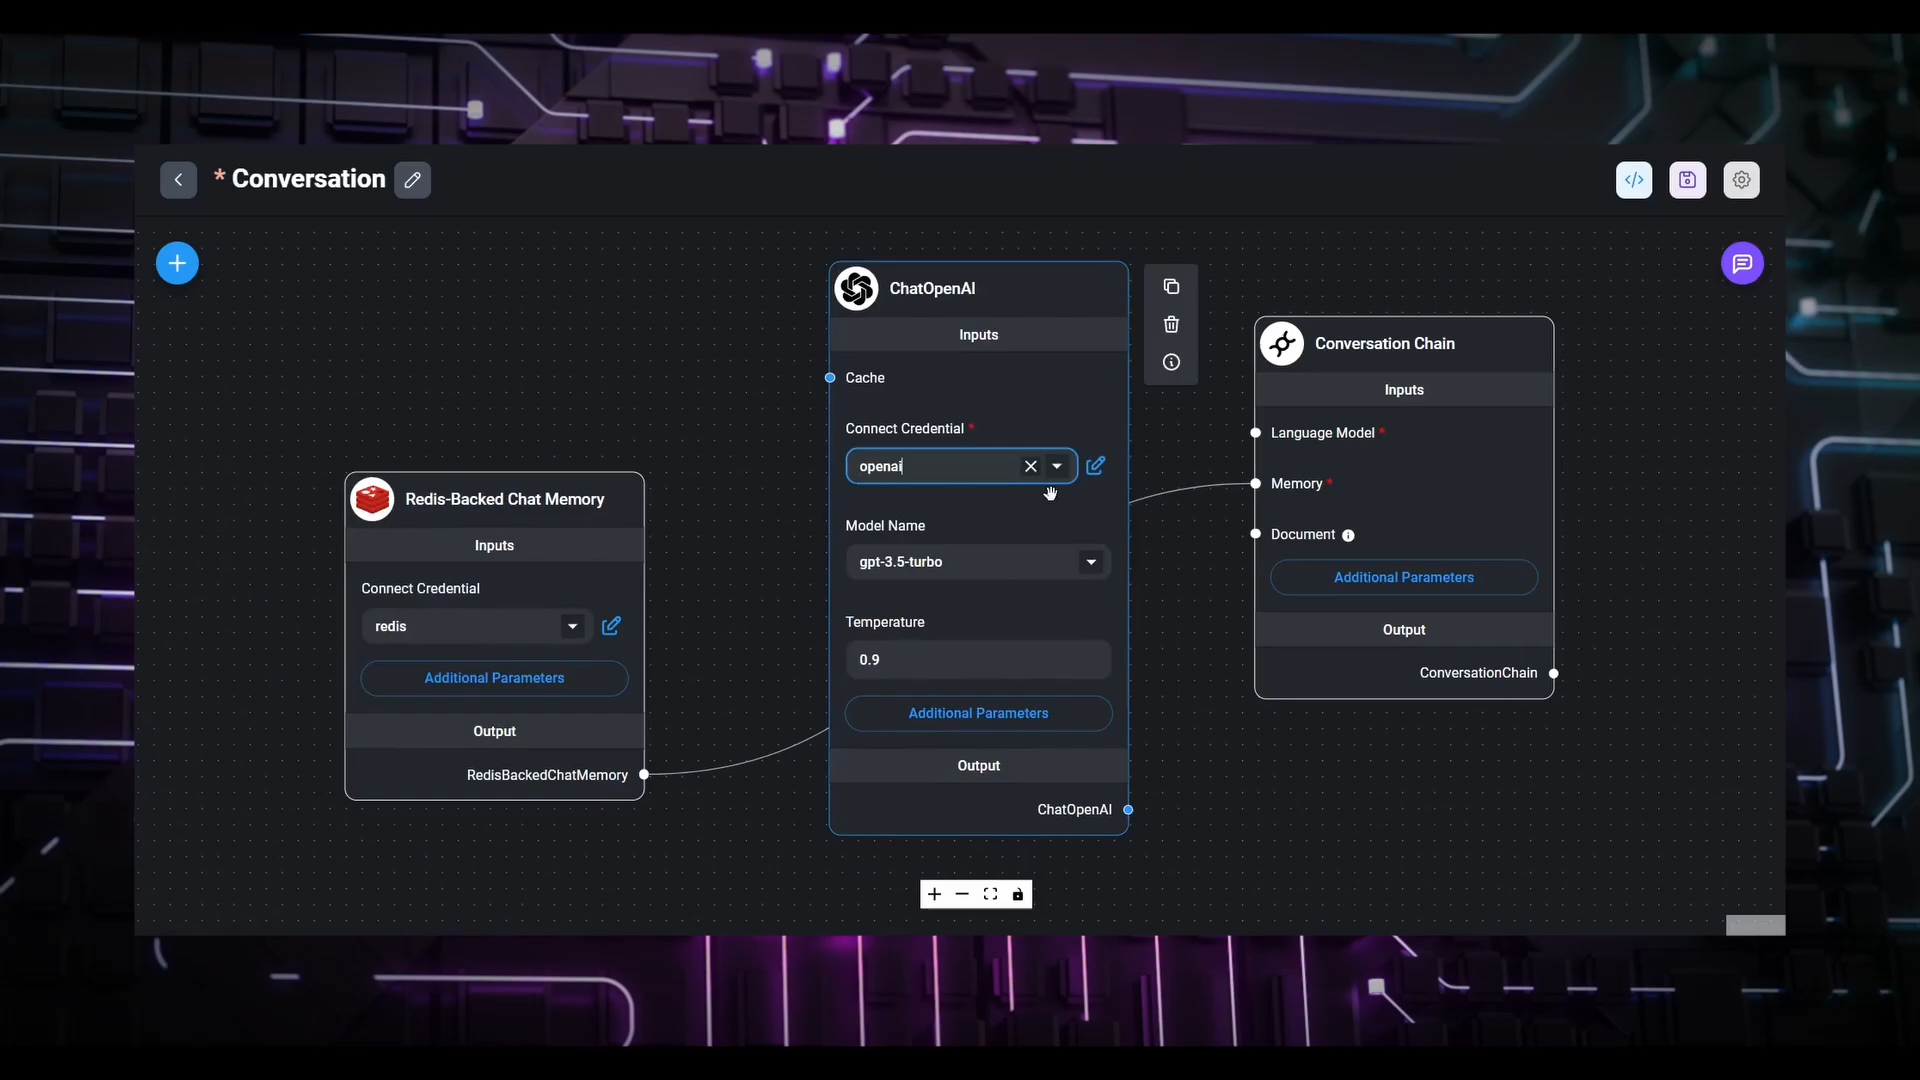 * Conversation
ChatOpenAI
Inputs
Cache
Connect Credential *
openai
Model Name
gpt-3.5-turbo
Temperature
0.9
Additional Parameters
Output
ChatOpenAI
Redis-Backed Chat Memory
Inputs
Connect Credential
redis
Additional Parameters
Output
RedisBackedChatMemory
Conversation Chain
Inputs
Language Model *
Memory *
Document
Additional Parameters
Output
ConversationChain